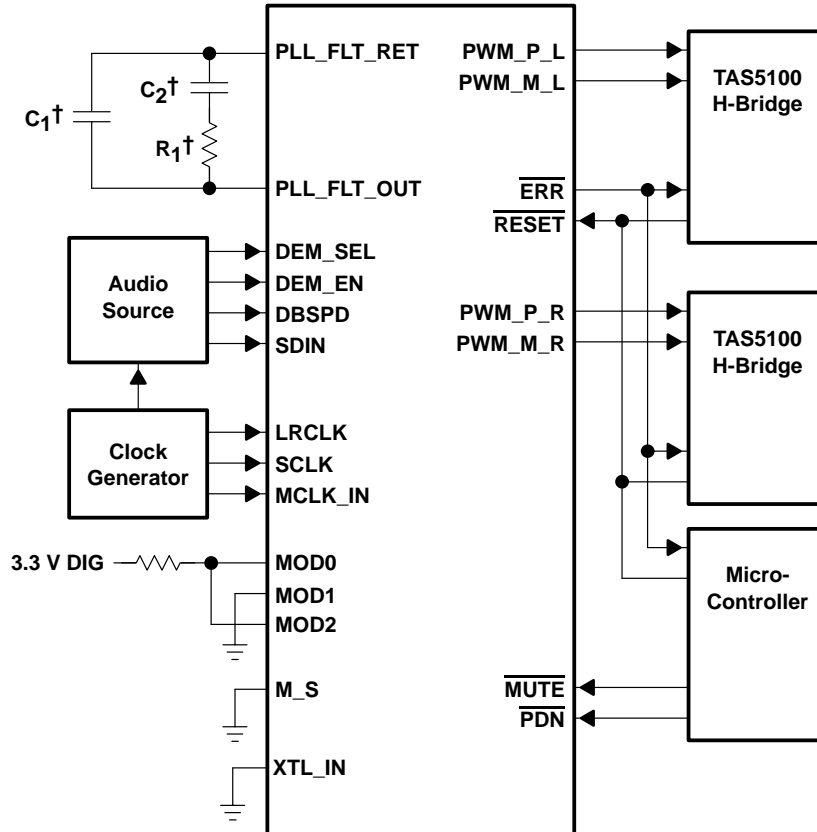 PLL_FLT_RET
C2†
C1†
R1†
PLL_FLT_OUT
Audio
Source
DEM_SEL
DEM_EN
DBSPD
SDIN
Clock
Generator
LRCLK
SCLK
MCLK_IN
3.3 V DIG
MOD0
MOD1
MOD2
M_S
XTL_IN
PWM_P_L
PWM_M_L
ERR
RESET
PWM_P_R
PWM_M_R
MUTE
PDN
TAS5100
H-Bridge
TAS5100
H-Bridge
Micro-
Controller